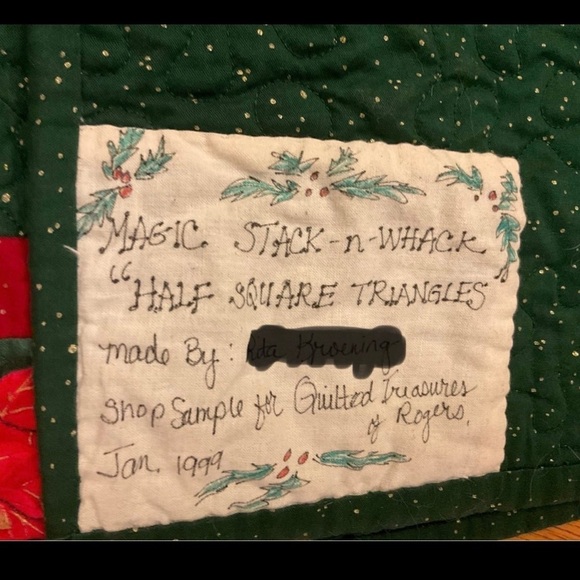 MAGIC STACK-n-WHACK
"HALF SQUARE TRIANGLES
made By:
Shop Sample for Quilted Treasures
of Rogers,
Jan. 1999